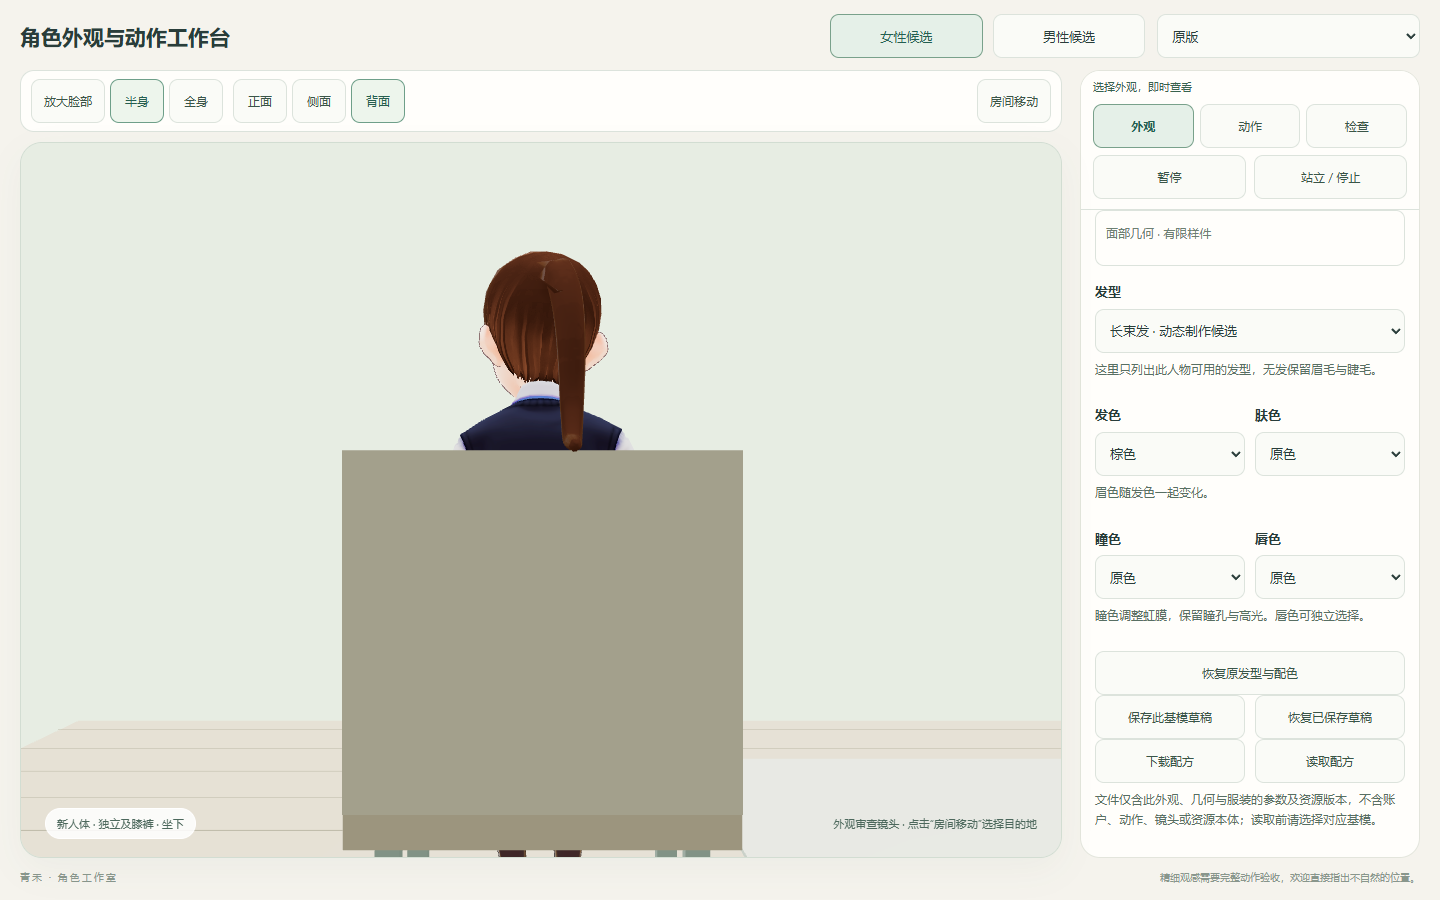 角色外观与动作工作台
女性候选
男性候选
原版
放大脸部
半身
全身
正面
侧面
背面
房间移动
选择外观，即时查看
外观
动作
检查
暂停
站立 / 停止
面部几何 · 有限样件
发型
长束发 · 动态制作候选
这里只列出此人物可用的发型，无发保留眉毛与睫毛。
发色
肤色
棕色
原色
眉色随发色一起变化。
瞳色
唇色
原色
原色
瞳色调整虹膜，保留瞳孔与高光。唇色可独立选择。
恢复原发型与配色
保存此基模草稿
恢复已保存草稿
下载配方
读取配方
文件仅含此外观、几何与服装的参数及资源版本，不含账
户、动作、镜头或资源本体；读取前请选择对应基模。
新人体 · 独立及膝裤 · 坐下
外观审查镜头 · 点击“房间移动”选择目的地
青禾 · 角色工作室
精细观感需要完整动作验收，欢迎直接指出不自然的位置。